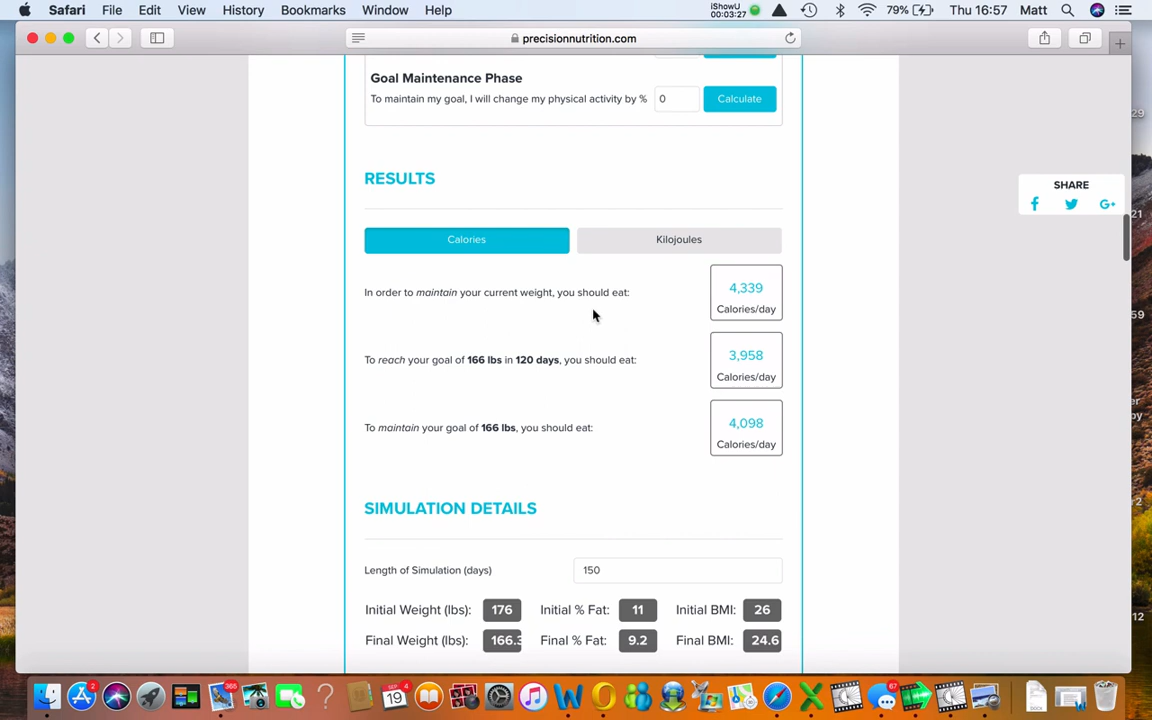 Safari File Edit View History Bookmarks Window Help iShowU 00:03:27 79% Thu 16:57 Matt
precisionnutrition.com
Goal Maintenance Phase
To maintain my goal, I will change my physical activity by % 0 Calculate
RESULTS
SHARE
G+
Calories Kilojoules
In order to maintain your current weight, you should eat: 4,339 Calories/day
To reach your goal of 166 lbs in 120 days, you should eat: 3,958 Calories/day
To maintain your goal of 166 lbs, you should eat: 4,098 Calories/day
SIMULATION DETAILS
Length of Simulation (days) 150
Initial Weight (lbs): 176 Initial % Fat: 11 Initial BMI: 26
Final Weight (lbs): 166.3 Final % Fat: 9.2 Final BMI: 24.6
29
21
59
2
12